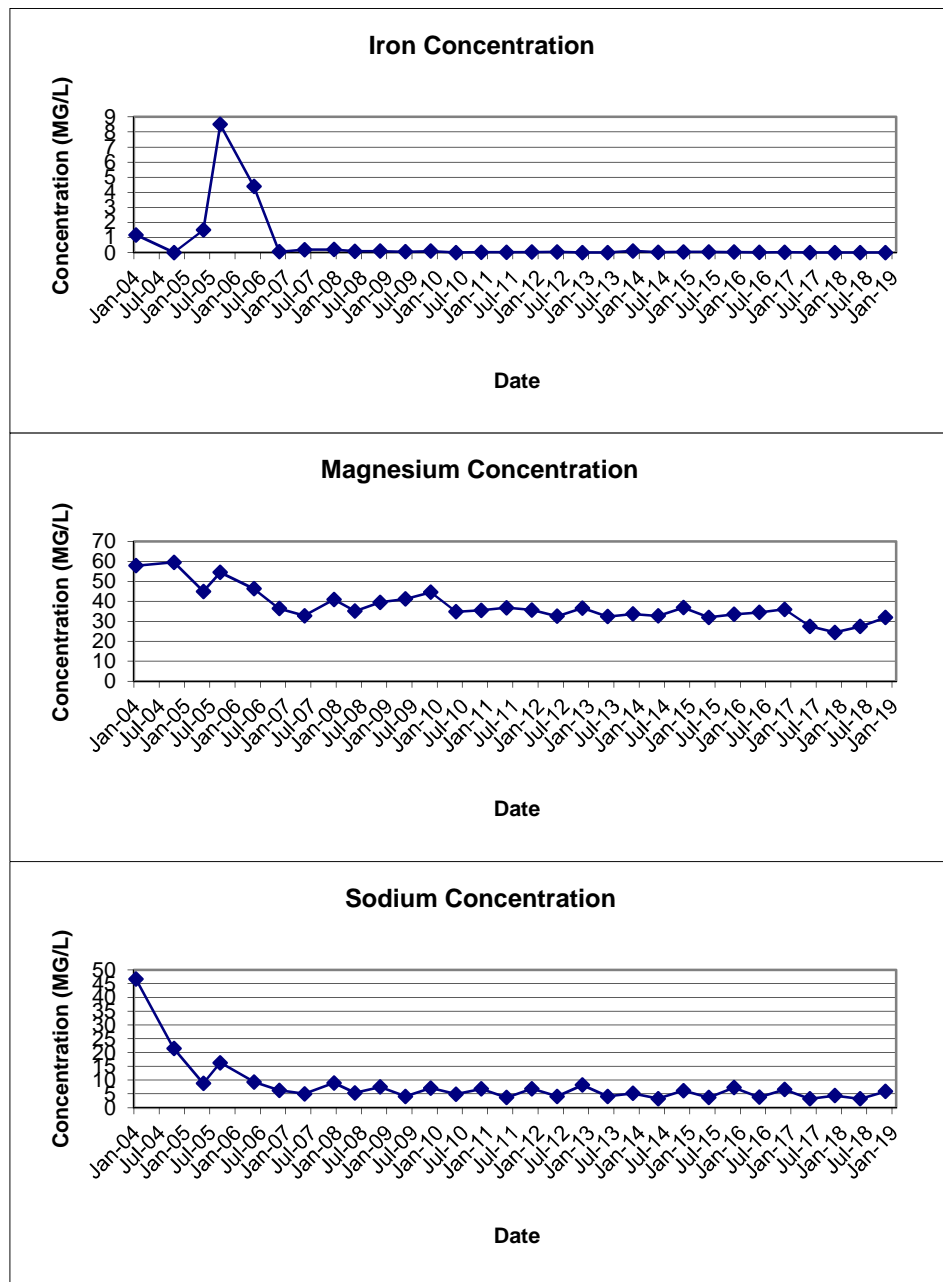 Iron Concentration
Concentration (MG/L)
9
8
7
6
5
4
3
2
1
0
Jan-04
Jul-04
Jan-05
Jul-05
Jan-06
Jul-06
Jan-07
Jul-07
Jan-08
Jul-08
Jan-09
Jul-09
Jan-10
Jul-10
Jan-11
Jul-11
Jan-12
Jul-12
Jan-13
Jul-13
Jan-14
Jul-14
Jan-15
Jul-15
Jan-16
Jul-16
Jan-17
Jul-17
Jan-18
Jul-18
Jan-19
Date
Magnesium Concentration
Concentration (MG/L)
70
60
50
40
30
20
10
0
Jan-04
Jul-04
Jan-05
Jul-05
Jan-06
Jul-06
Jan-07
Jul-07
Jan-08
Jul-08
Jan-09
Jul-09
Jan-10
Jul-10
Jan-11
Jul-11
Jan-12
Jul-12
Jan-13
Jul-13
Jan-14
Jul-14
Jan-15
Jul-15
Jan-16
Jul-16
Jan-17
Jul-17
Jan-18
Jul-18
Jan-19
Date
Sodium Concentration
Concentration (MG/L)
50
45
40
35
30
25
20
15
10
5
0
Jan-04
Jul-04
Jan-05
Jul-05
Jan-06
Jul-06
Jan-07
Jul-07
Jan-08
Jul-08
Jan-09
Jul-09
Jan-10
Jul-10
Jan-11
Jul-11
Jan-12
Jul-12
Jan-13
Jul-13
Jan-14
Jul-14
Jan-15
Jul-15
Jan-16
Jul-16
Jan-17
Jul-17
Jan-18
Jul-18
Jan-19
Date